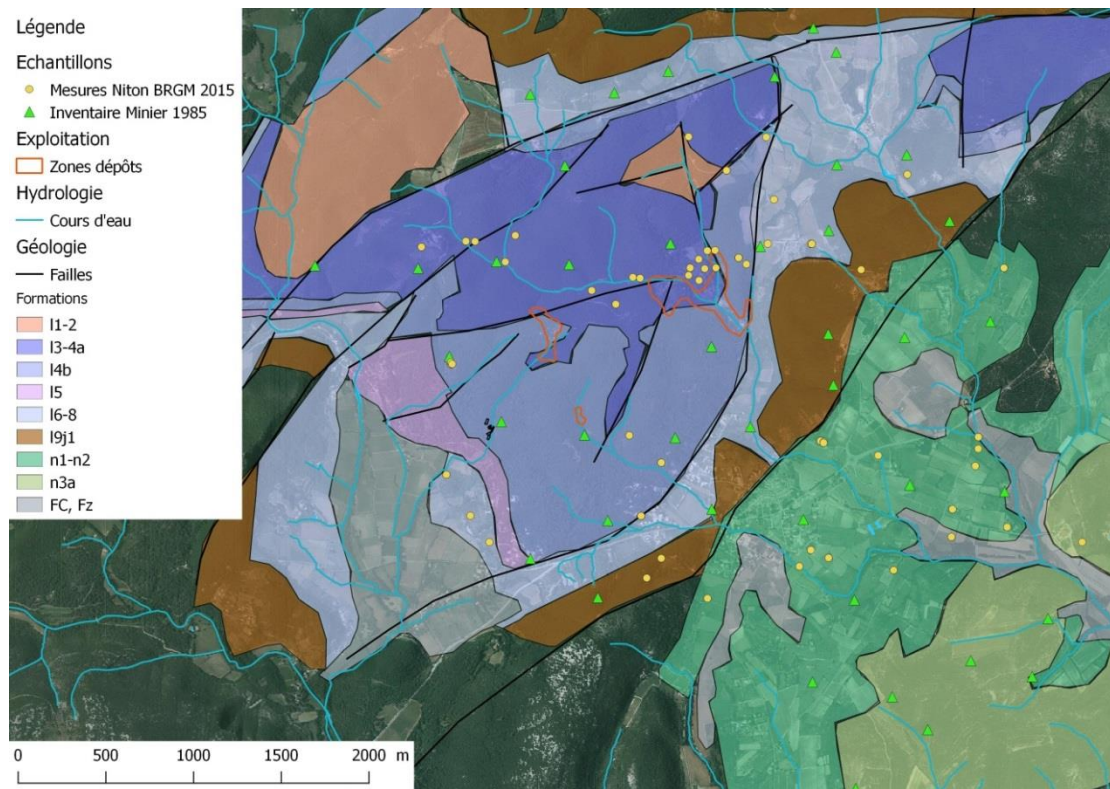 Légende
Echantillons
Mesures Niton BRGM 2015
Inventaire Minier 1985
Exploitation
Zones dépôts
Hydrologie
Cours d'eau
Géologie
Failles
Formations
l1-2
l3-4a
l4b
l5
l6-8
l9j1
n1-n2
n3a
FC, Fz
0 500 1000 1500 2000 m